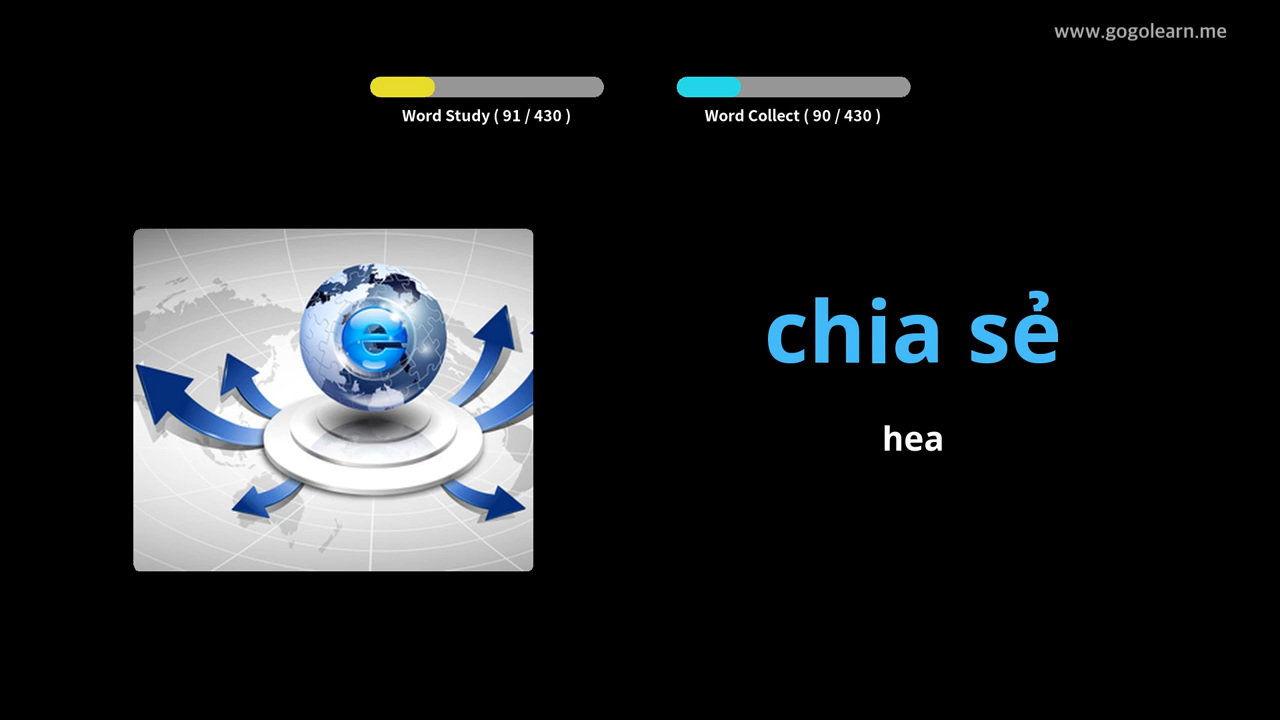 www.gogolearn.me
Word Study ( 91 / 430 )
Word Collect ( 90 / 430 )
e
chia sẻ
hea